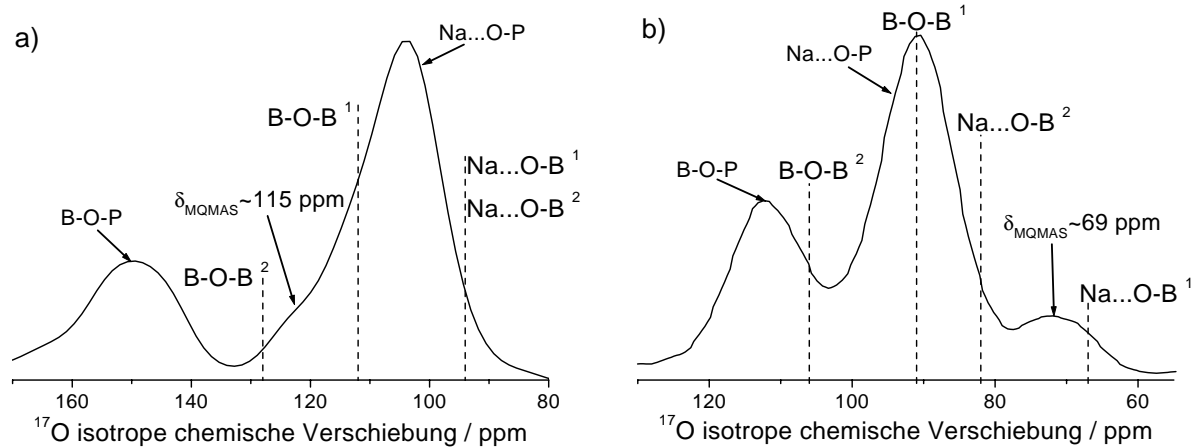 a)
Na...O-P
B-O-B ¹
Na...O-B ¹
δMQMAS~115 ppm
Na...O-B ²
B-O-P
B-O-B ²
160 140 120 100 80
¹⁷O isotrope chemische Verschiebung / ppm
b)
B-O-B ¹
Na...O-P
Na...O-B ²
B-O-P
B-O-B ²
δMQMAS~69 ppm
Na...O-B ¹
120 100 80 60
¹⁷O isotrope chemische Verschiebung / ppm